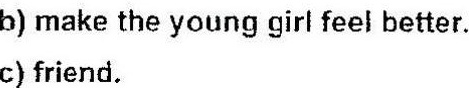 b) make the young girl feel better.
c) friend.